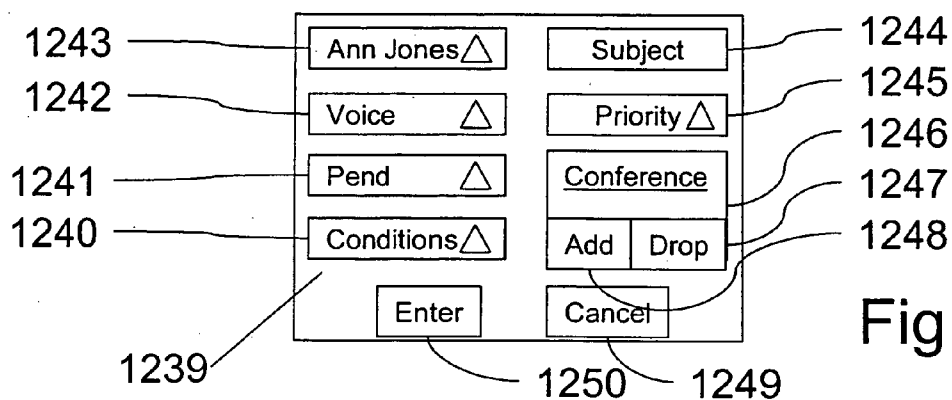 1243 Ann Jones Subject 1244
1242 Voice Priority 1245
1241 Pend Conference 1246
1247
1240 Conditions Add Drop 1248
Enter Cancel Fig
1239 1250 1249